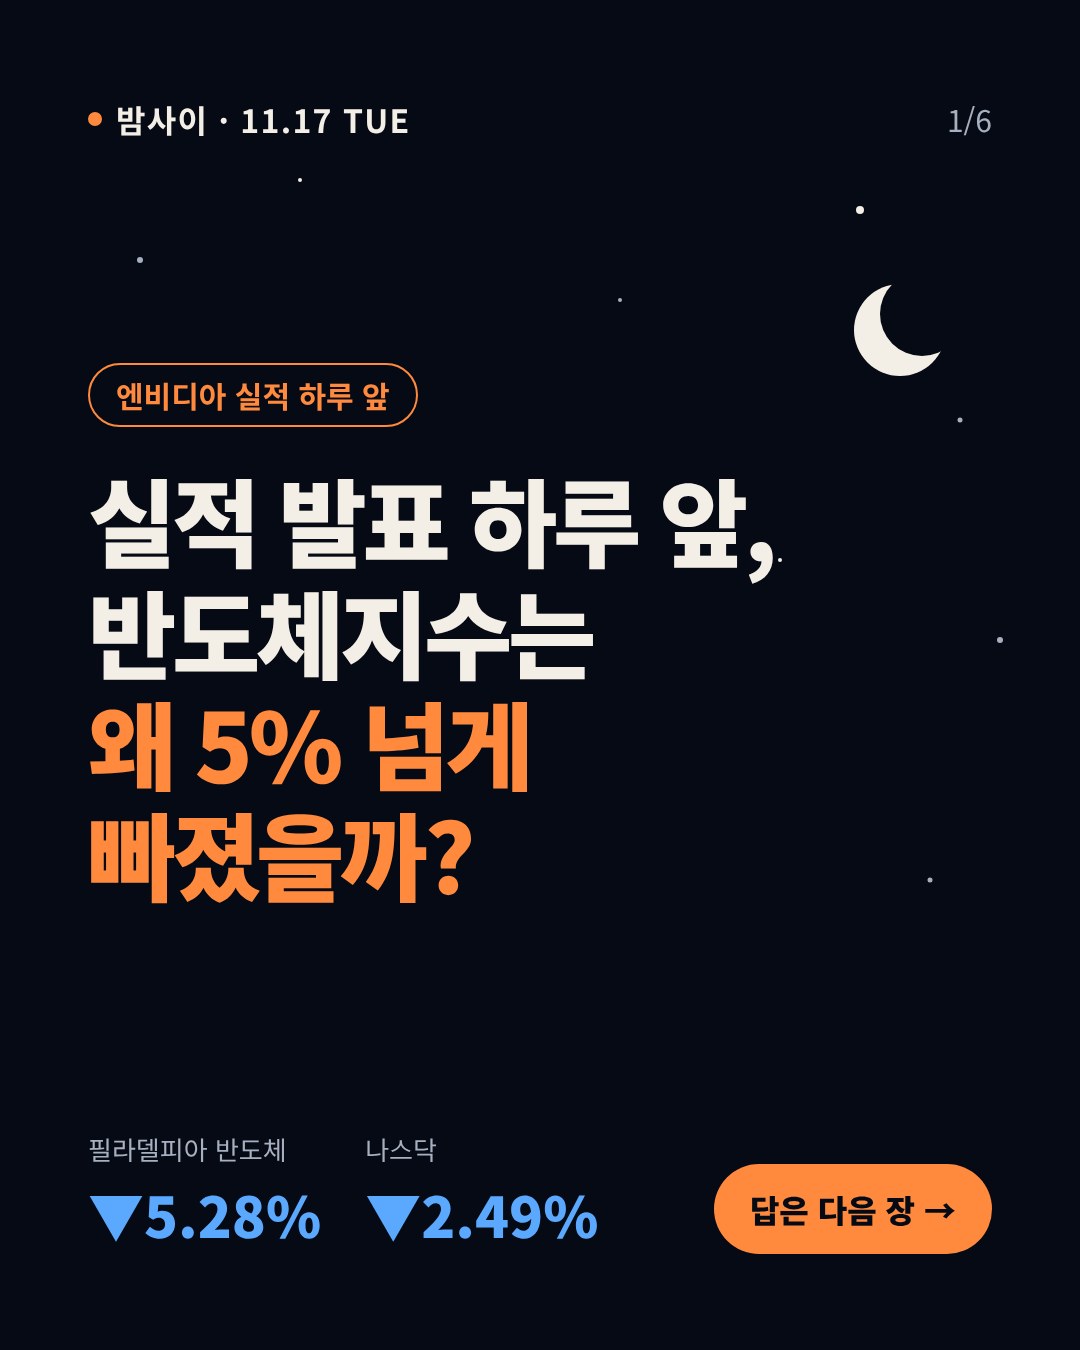 밤사이 · 11.17 TUE
1/6
엔비디아 실적 하루 앞
실적 발표 하루 앞,
반도체지수는
왜 5% 넘게
빠졌을까?
필라델피아 반도체
나스닥
▼5.28%
▼2.49%
답은 다음 장 →